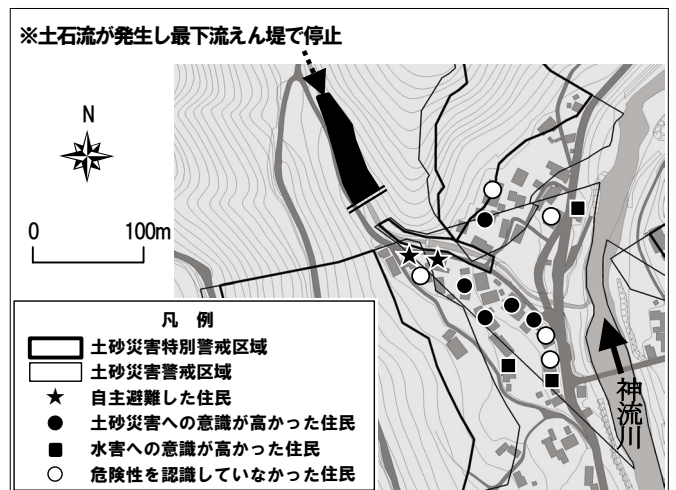 ※土石流が発生し最下流えん堤で停止
N
0 100m
凡 例
土砂災害特別警戒区域
土砂災害警戒区域
自主避難した住民
土砂災害への意識が高かった住民
水害への意識が高かった住民
危険性を認識していなかった住民
神流川